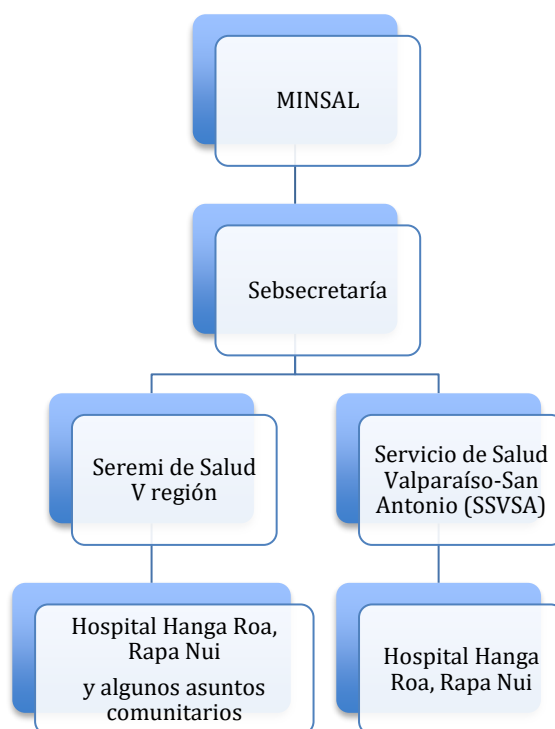 MINSAL
Sebsecretaría
Seremi de Salud
V región
Servicio de Salud
Valparaíso-San
Antonio (SSVSA)
Hospital Hanga Roa,
Rapa Nui
y algunos asuntos
comunitarios
Hospital Hanga
Roa, Rapa Nui